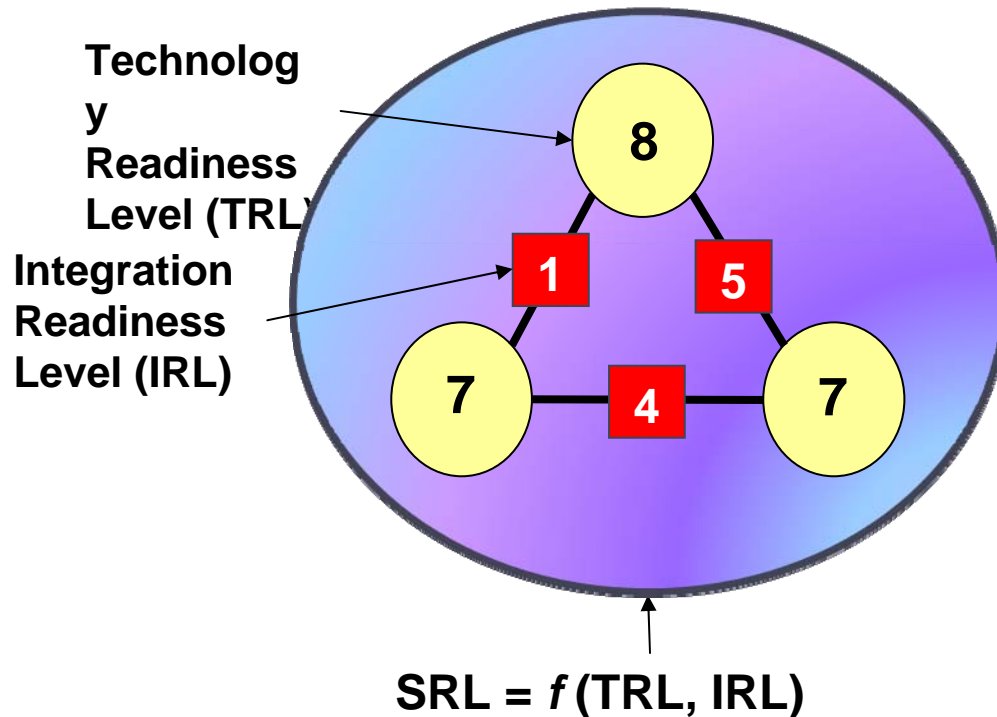 Technolog
y
Readiness
Level (TRL)
Integration
Readiness
Level (IRL)
8
1
5
7
4
7
SRL = f (TRL, IRL)